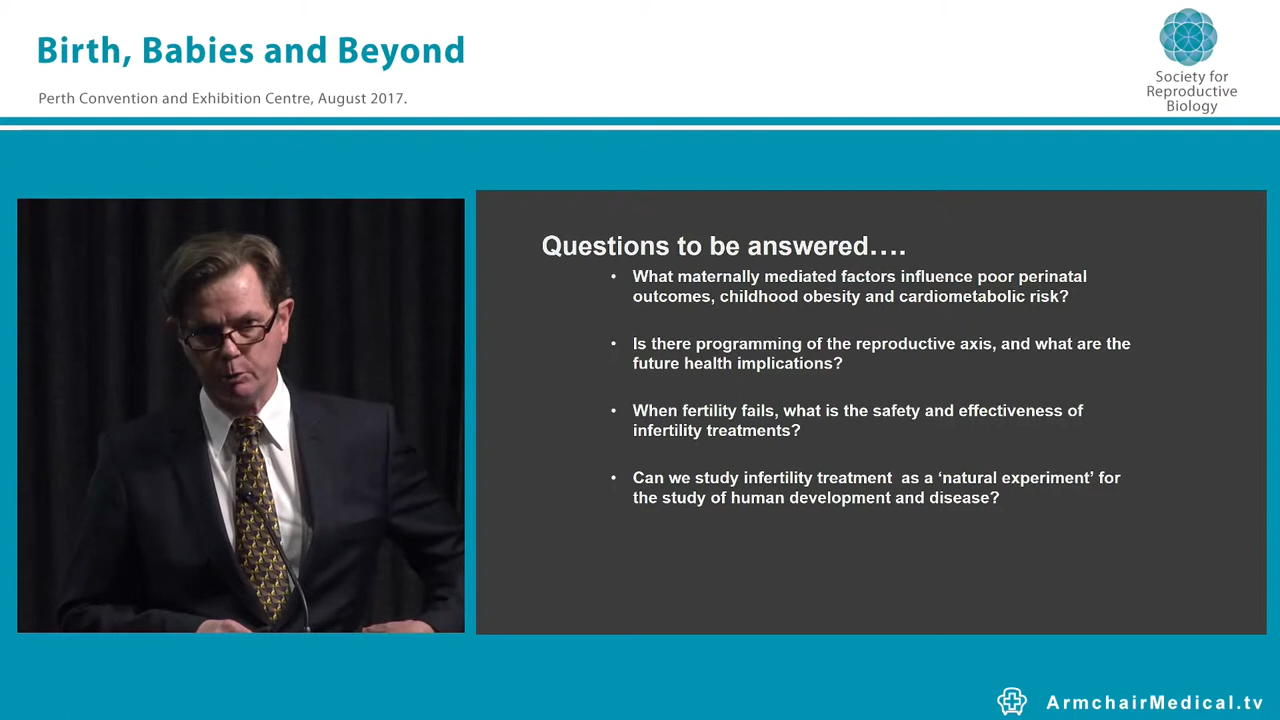 Birth, Babies and Beyond
Perth Convention and Exhibition Centre, August 2017.
Society for
Reproductive
Biology
Questions to be answered....
• What maternally mediated factors influence poor perinatal
outcomes, childhood obesity and cardiometabolic risk?
• Is there programming of the reproductive axis, and what are the
future health implications?
• When fertility fails, what is the safety and effectiveness of
infertility treatments?
• Can we study infertility treatment  as a ‘natural experiment’ for
the study of human development and disease?
ArmchairMedical.tv